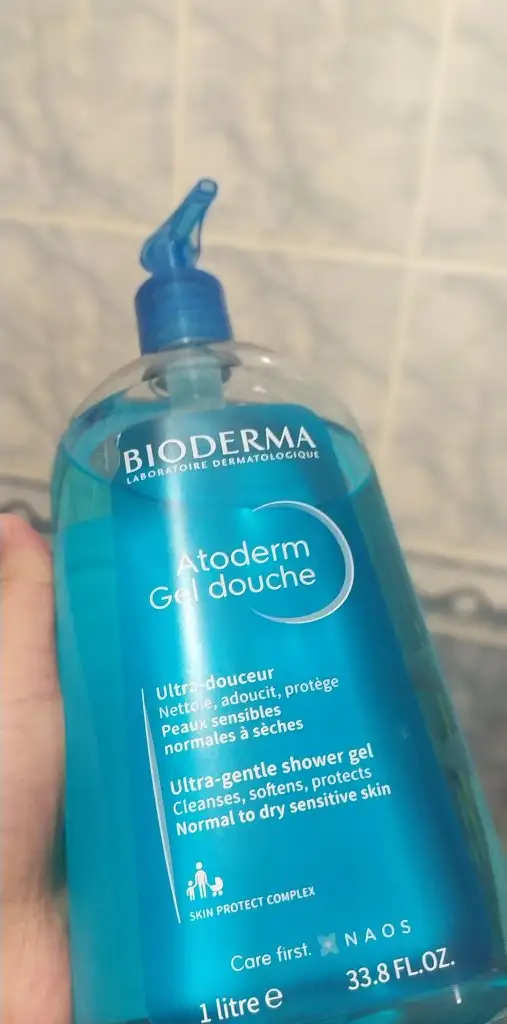 BIODERMA
LABORATOIRE DERMATOLOGIQUE
Atoderm
Gel douche
Ultra-douceur
Nettoie, adoucit, protège
Peaux sensibles
normales à sèches
Ultra-gentle shower gel
Cleanses, softens, protects
Normal to dry sensitive skin
SKIN PROTECT COMPLEX
Care first. NAOS
1 litre e 33.8 FL.OZ.